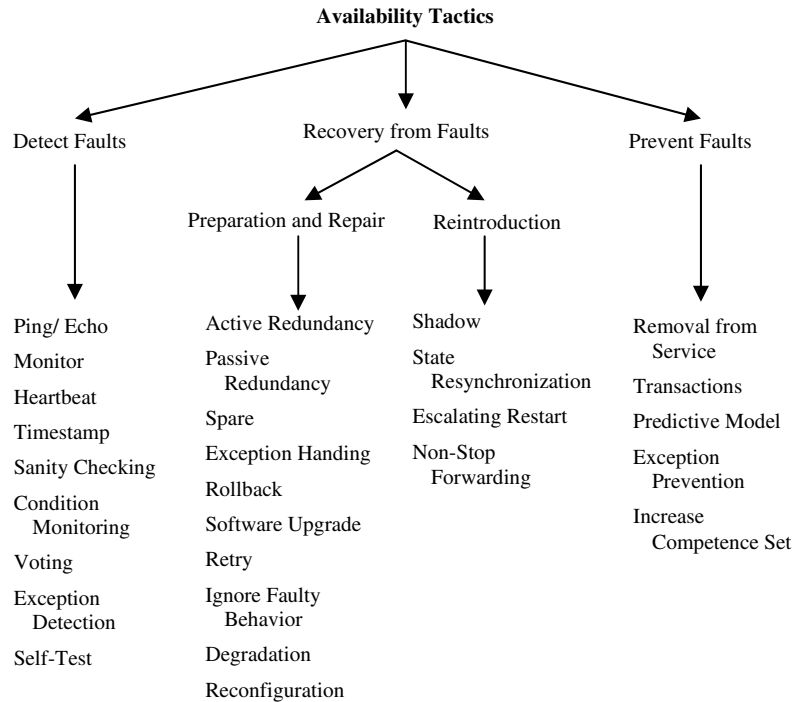 Availability Tactics
Detect Faults
Recovery from Faults
Prevent Faults
Preparation and Repair
Reintroduction
Ping/ Echo
Monitor
Heartbeat
Timestamp
Sanity Checking
Condition
Monitoring
Voting
Exception
Detection
Self-Test
Active Redundancy
Passive
Redundancy
Spare
Exception Handing
Rollback
Software Upgrade
Retry
Ignore Faulty
Behavior
Degradation
Reconfiguration
Shadow
State
Resynchronization
Escalating Restart
Non-Stop
Forwarding
Removal from
Service
Transactions
Predictive Model
Exception
Prevention
Increase
Competence Set